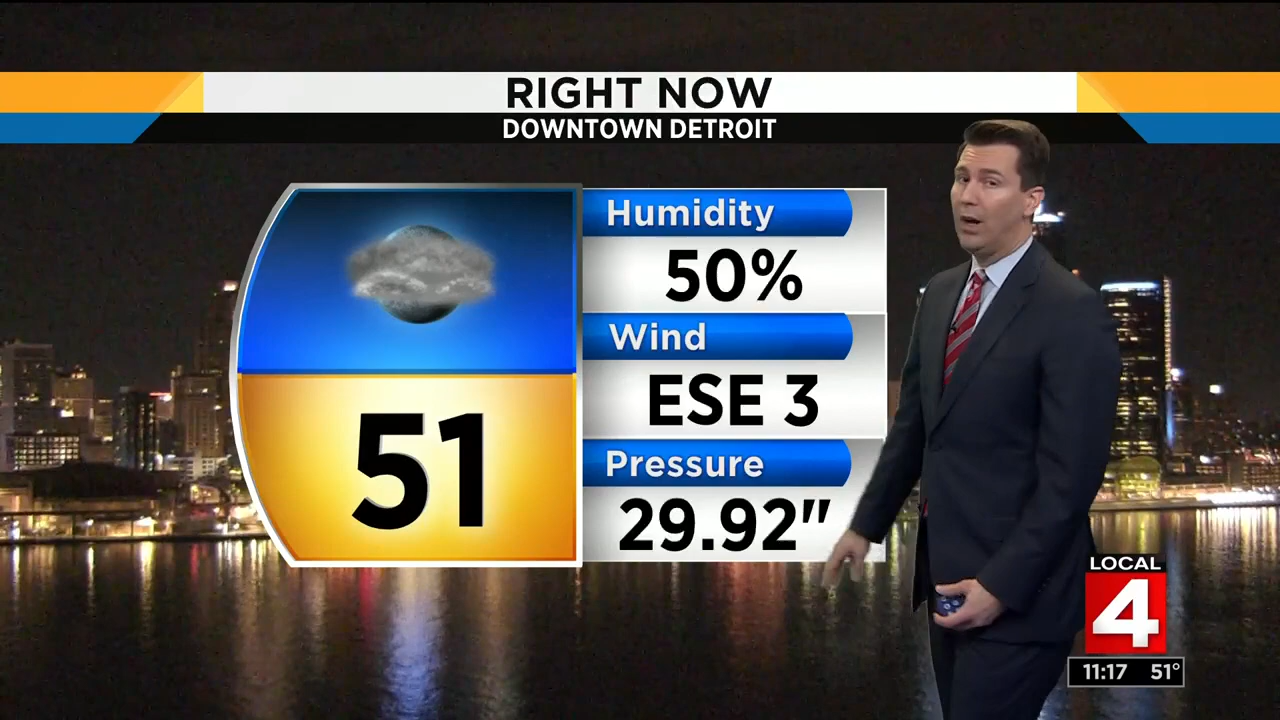 RIGHT NOW
DOWNTOWN DETROIT
Humidity
50%
Wind
ESE 3
51
Pressure
29.92"
LOCAL
4
11:17 51°